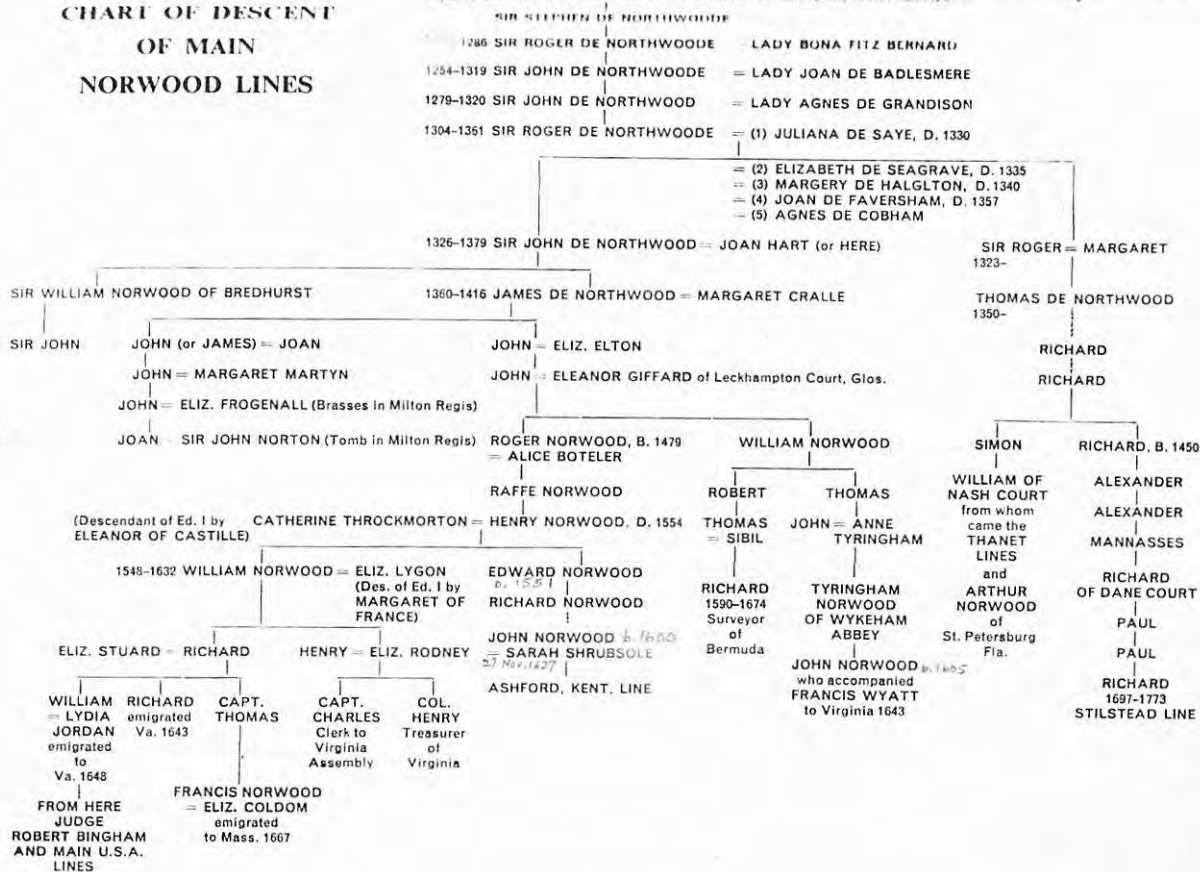 CHART OF DESCENT
OF MAIN
NORWOOD LINES
SIR STEPHEN DE NORTHWOODE
1286 SIR ROGER DE NORTHWOODE = LADY BONA FITZ BERNARD
1254–1319 SIR JOHN DE NORTHWOODE = LADY JOAN DE BADLESMERE
1279–1320 SIR JOHN DE NORTHWOOD = LADY AGNES DE GRANDISON
1304–1361 SIR ROGER DE NORTHWOODE = (1) JULIANA DE SAYE, D. 1330
= (2) ELIZABETH DE SEAGRAVE, D. 1335
= (3) MARGERY DE HALGLTON, D. 1340
= (4) JOAN DE FAVERSHAM, D. 1357
= (5) AGNES DE COBHAM
1326–1379 SIR JOHN DE NORTHWOOD = JOAN HART (or HERE)
SIR ROGER = MARGARET
1323–
SIR WILLIAM NORWOOD OF BREDHURST
1360–1416 JAMES DE NORTHWOOD = MARGARET CRALLE
THOMAS DE NORTHWOOD
1350–
SIR JOHN
JOHN (or JAMES) = JOAN
JOHN = ELIZ. ELTON
RICHARD
JOHN = MARGARET MARTYN
JOHN = ELEANOR GIFFARD of Leckhampton Court, Glos.
RICHARD
JOHN = ELIZ. FROGENALL (Brasses in Milton Regis)
JOAN = SIR JOHN NORTON (Tomb in Milton Regis)
ROGER NORWOOD, B. 1479
= ALICE BOTELER
WILLIAM NORWOOD
SIMON
RICHARD, B. 1450
RAFFE NORWOOD
ROBERT
THOMAS
WILLIAM OF
NASH COURT
from whom
came the
THANET
LINES
and
ARTHUR
NORWOOD
of
St. Petersburg
Fla.
ALEXANDER
ALEXANDER
MANNASSES
RICHARD
OF DANE COURT
PAUL
PAUL
RICHARD
1697–1773
STILSTEAD LINE
(Descendant of Ed. I by
ELEANOR OF CASTILLE)
CATHERINE THROCKMORTON = HENRY NORWOOD, D. 1554
THOMAS
= SIBIL
JOHN = ANNE
TYRINGHAM
1548–1632 WILLIAM NORWOOD = ELIZ. LYGON
(Des. of Ed. I by
MARGARET OF
FRANCE)
EDWARD NORWOOD
b. 1551
RICHARD NORWOOD
JOHN NORWOOD b. 1600
= SARAH SHRUBSOLE
27 Nov. 1627
ASHFORD, KENT, LINE
RICHARD
1590–1674
Surveyor
of
Bermuda
TYRINGHAM
NORWOOD
OF WYKEHAM
ABBEY
JOHN NORWOOD b. 1605
who accompanied
FRANCIS WYATT
to Virginia 1643
ELIZ. STUARD = RICHARD
HENRY = ELIZ. RODNEY
WILLIAM
= LYDIA
JORDAN
emigrated
to
Va. 1648
RICHARD
emigrated
Va. 1643
CAPT.
THOMAS
CAPT.
CHARLES
Clerk to
Virginia
Assembly
COL.
HENRY
Treasurer
of
Virginia
FROM HERE
JUDGE
ROBERT BINGHAM
AND MAIN U.S.A.
LINES
FRANCIS NORWOOD
= ELIZ. COLDOM
emigrated
to Mass. 1667